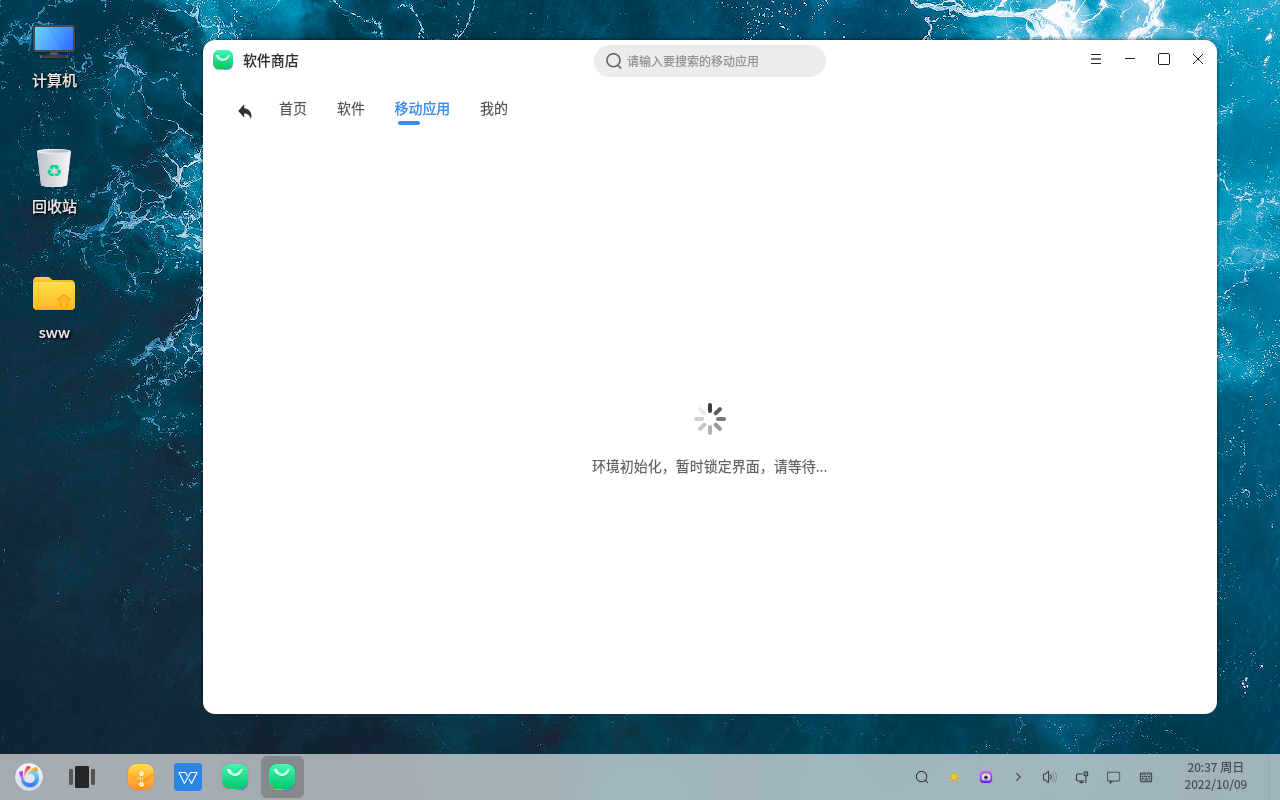 计算机
回收站
sww
软件商店
请输入要搜索的移动应用
首页 软件 移动应用 我的
环境初始化，暂时锁定界面，请等待...
20:37 周日
2022/10/09